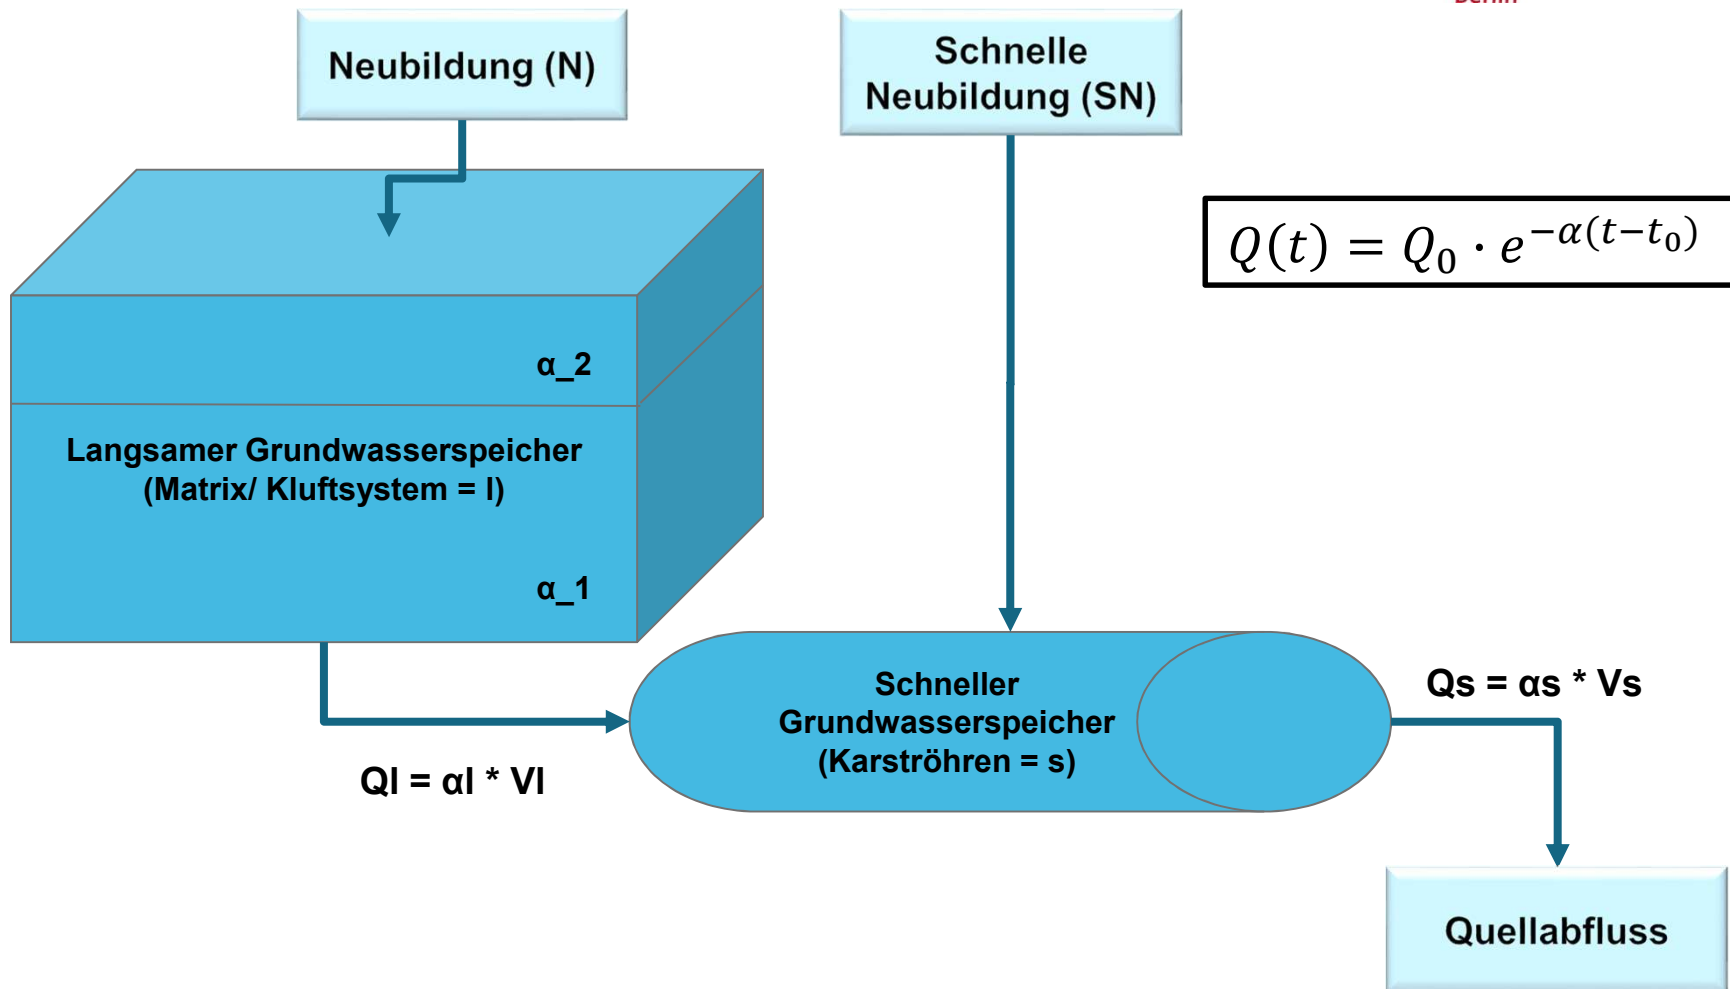 Berlin
Neubildung (N)
Schnelle
Neubildung (SN)
Q(t) = Q₀ · e^{−α(t−t₀)}
α_2
Langsamer Grundwasserspeicher
(Matrix/ Kluftsystem = l)
α_1
Schneller
Grundwasserspeicher
(Karströhren = s)
Qs = αs * Vs
Ql = αl * Vl
Quellabfluss